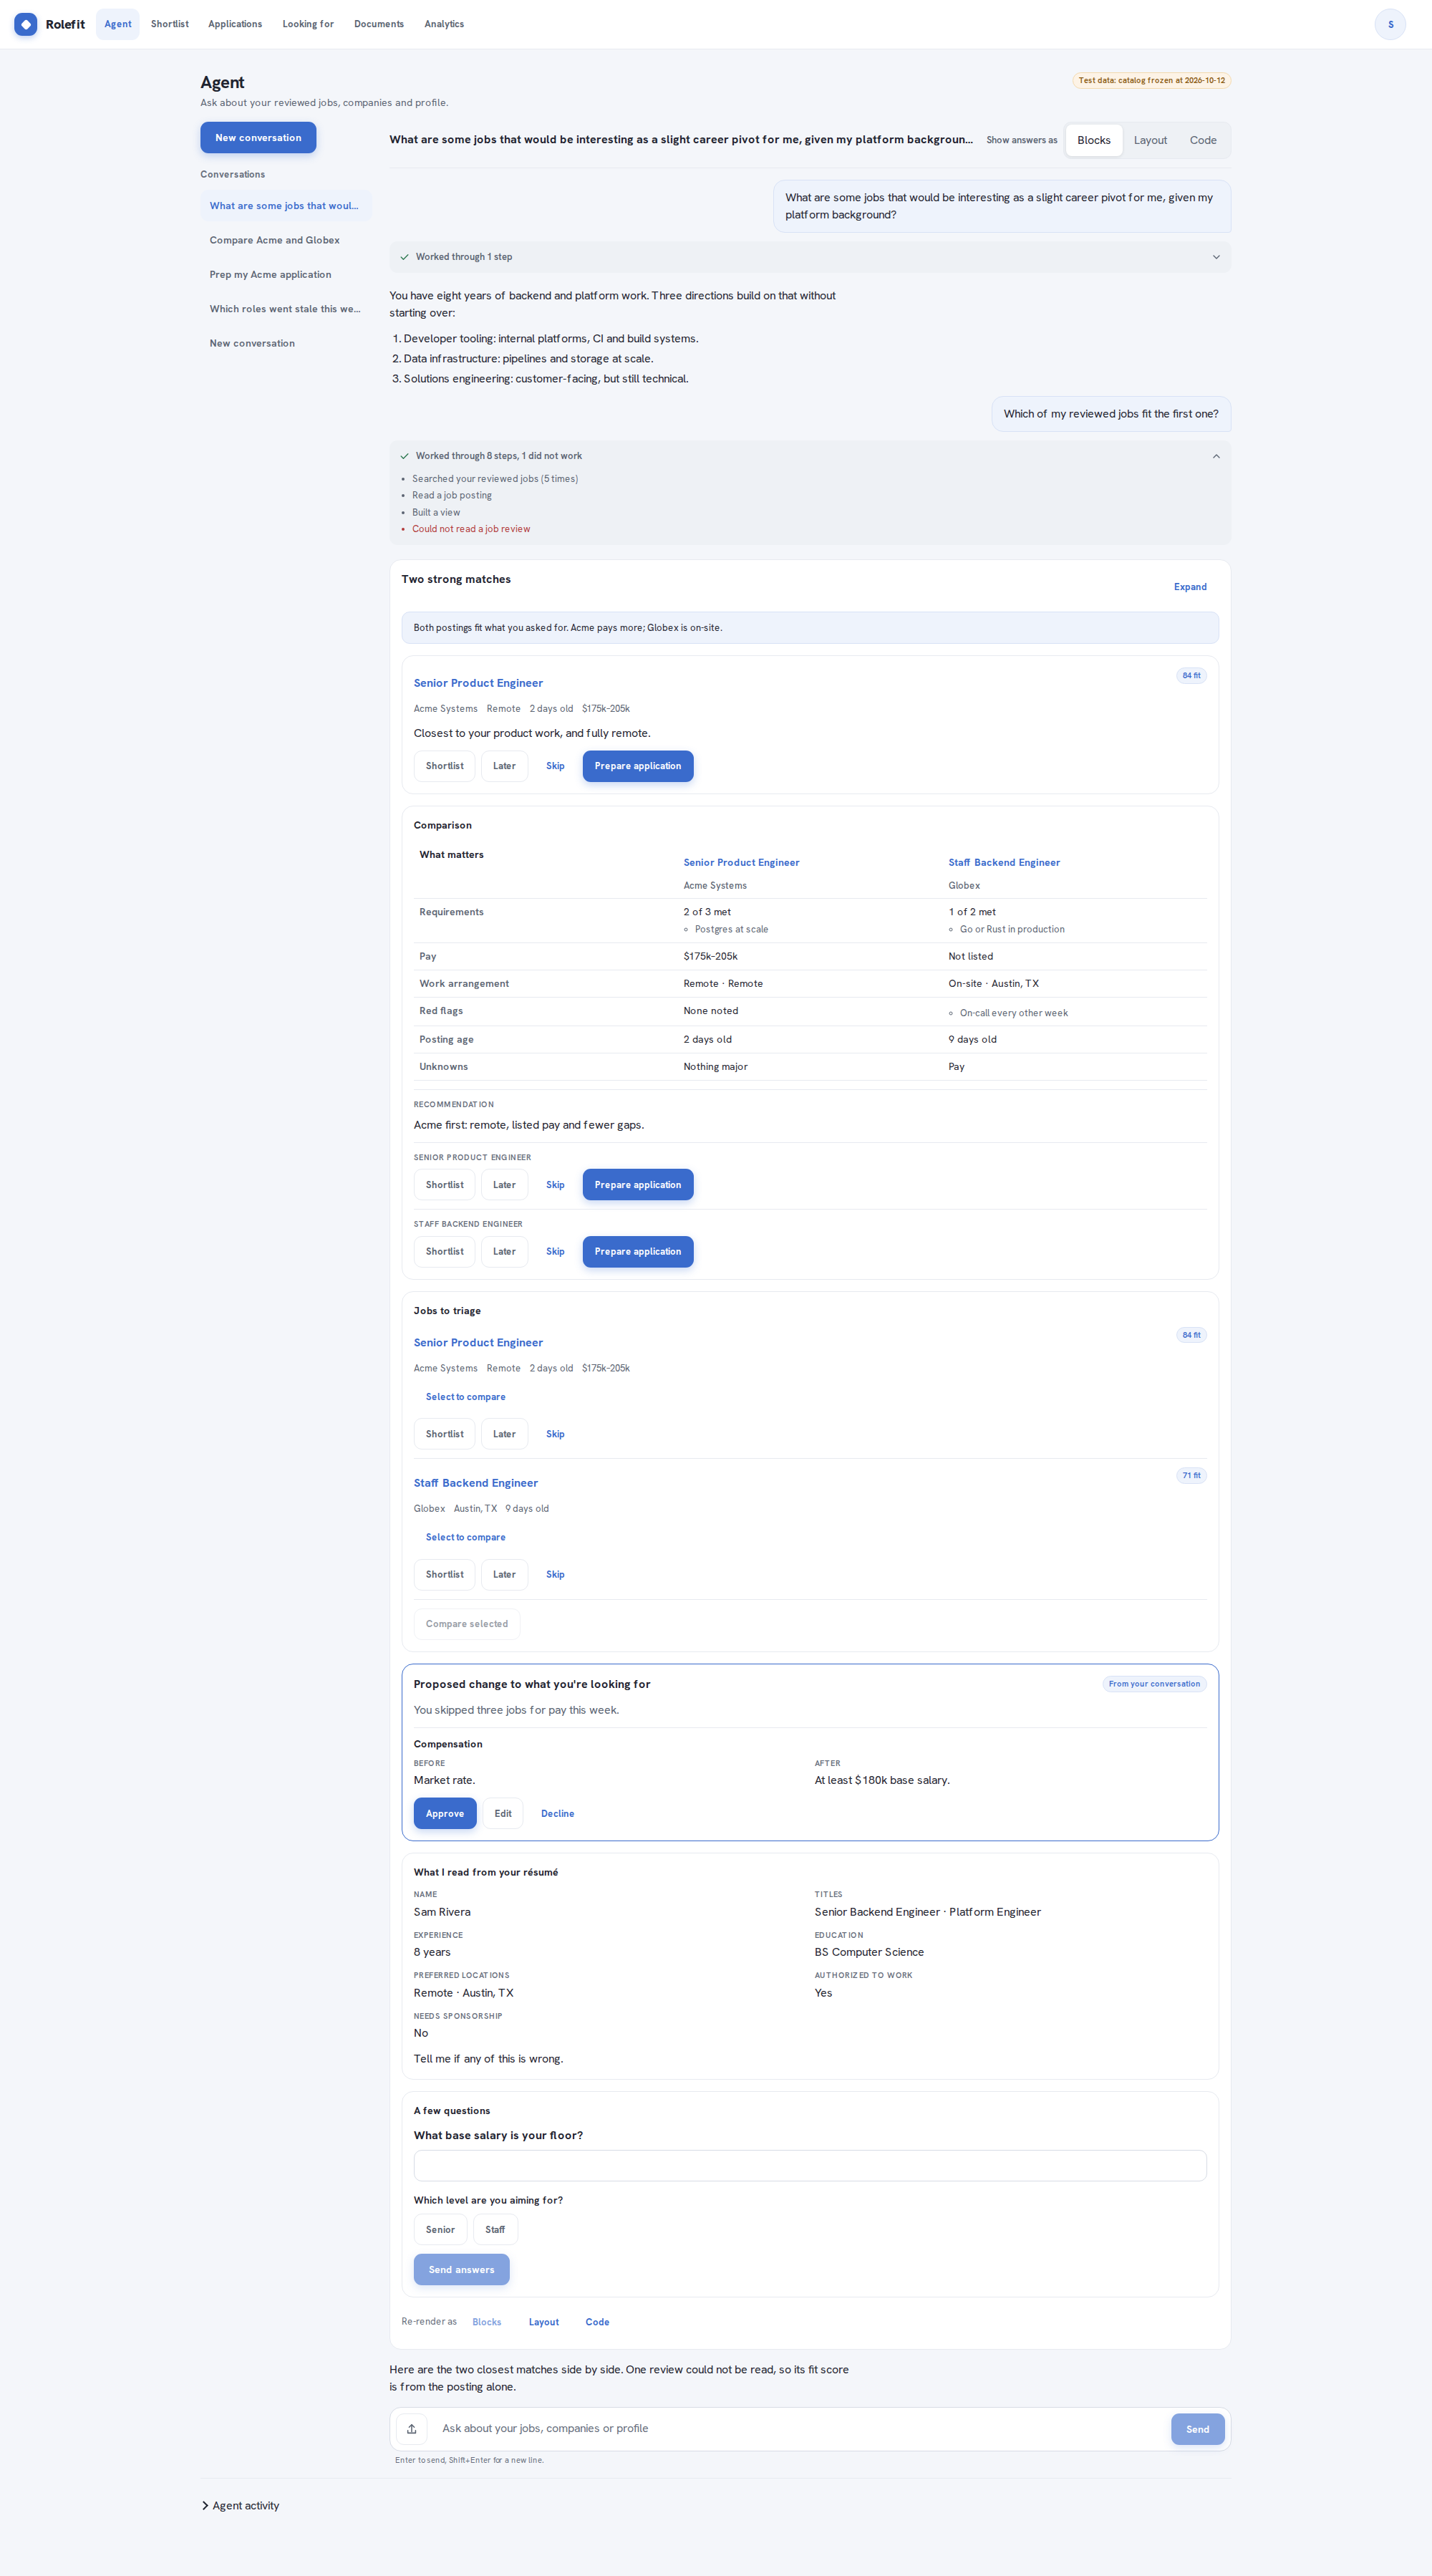 Rolefit
Agent
Shortlist
Applications
Looking for
Documents
Analytics
S
Agent
Test data: catalog frozen at 2026-10-12
Ask about your reviewed jobs, companies and profile.
New conversation
Conversations
What are some jobs that woul...
Compare Acme and Globex
Prep my Acme application
Which roles went stale this we...
New conversation
What are some jobs that would be interesting as a slight career pivot for me, given my platform backgroun...
Show answers as
Blocks
Layout
Code
What are some jobs that would be interesting as a slight career pivot for me, given my
platform background?
Worked through 1 step
You have eight years of backend and platform work. Three directions build on that without
starting over:
1. Developer tooling: internal platforms, CI and build systems.
2. Data infrastructure: pipelines and storage at scale.
3. Solutions engineering: customer-facing, but still technical.
Which of my reviewed jobs fit the first one?
Worked through 8 steps, 1 did not work
• Searched your reviewed jobs (5 times)
• Read a job posting
• Built a view
• Could not read a job review
Two strong matches
Expand
Both postings fit what you asked for. Acme pays more; Globex is on-site.
Senior Product Engineer
84 fit
Acme Systems Remote 2 days old $175k–205k
Closest to your product work, and fully remote.
Shortlist Later Skip Prepare application
Comparison
What matters Senior Product Engineer Staff Backend Engineer
Acme Systems Globex
Requirements 2 of 3 met 1 of 2 met
Postgres at scale Go or Rust in production
Pay $175k–205k Not listed
Work arrangement Remote · Remote On-site · Austin, TX
Red flags None noted On-call every other week
Posting age 2 days old 9 days old
Unknowns Nothing major Pay
RECOMMENDATION
Acme first: remote, listed pay and fewer gaps.
SENIOR PRODUCT ENGINEER
Shortlist Later Skip Prepare application
STAFF BACKEND ENGINEER
Shortlist Later Skip Prepare application
Jobs to triage
Senior Product Engineer
84 fit
Acme Systems Remote 2 days old $175k–205k
Select to compare
Shortlist Later Skip
Staff Backend Engineer
71 fit
Globex Austin, TX 9 days old
Select to compare
Shortlist Later Skip
Compare selected
Proposed change to what you're looking for
From your conversation
You skipped three jobs for pay this week.
Compensation
BEFORE AFTER
Market rate. At least $180k base salary.
Approve Edit Decline
What I read from your résumé
NAME TITLES
Sam Rivera Senior Backend Engineer · Platform Engineer
EXPERIENCE EDUCATION
8 years BS Computer Science
PREFERRED LOCATIONS AUTHORIZED TO WORK
Remote · Austin, TX Yes
NEEDS SPONSORSHIP
No
Tell me if any of this is wrong.
A few questions
What base salary is your floor?
Which level are you aiming for?
Senior Staff
Send answers
Re-render as Blocks Layout Code
Here are the two closest matches side by side. One review could not be read, so its fit score
is from the posting alone.
Ask about your jobs, companies or profile
Send
Enter to send, Shift+Enter for a new line.
Agent activity